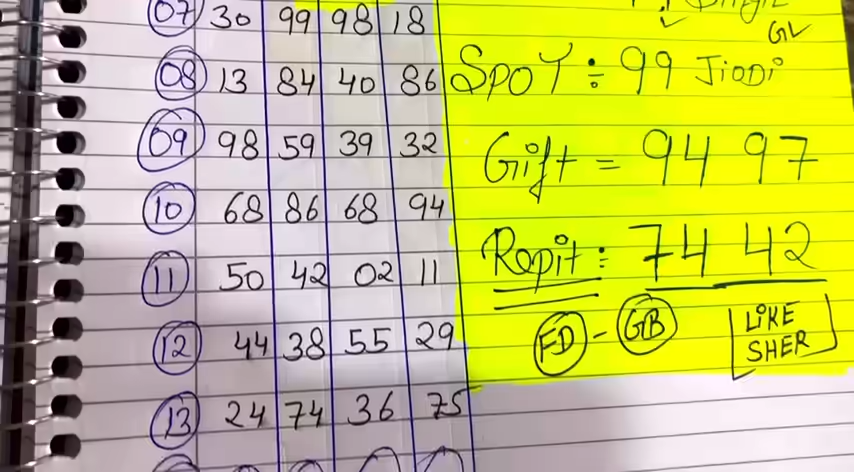 07 30 99 98 18
GL
08 13 84 40 86
SPOT : 99 Jiodi
09 98 59 39 32
Gift = 94 97
10 68 86 68 94
Ropit : 74 42
11 50 42 02 11
FD - GB
LIKE
SHER
12 44 38 55 29
13 24 74 36 75